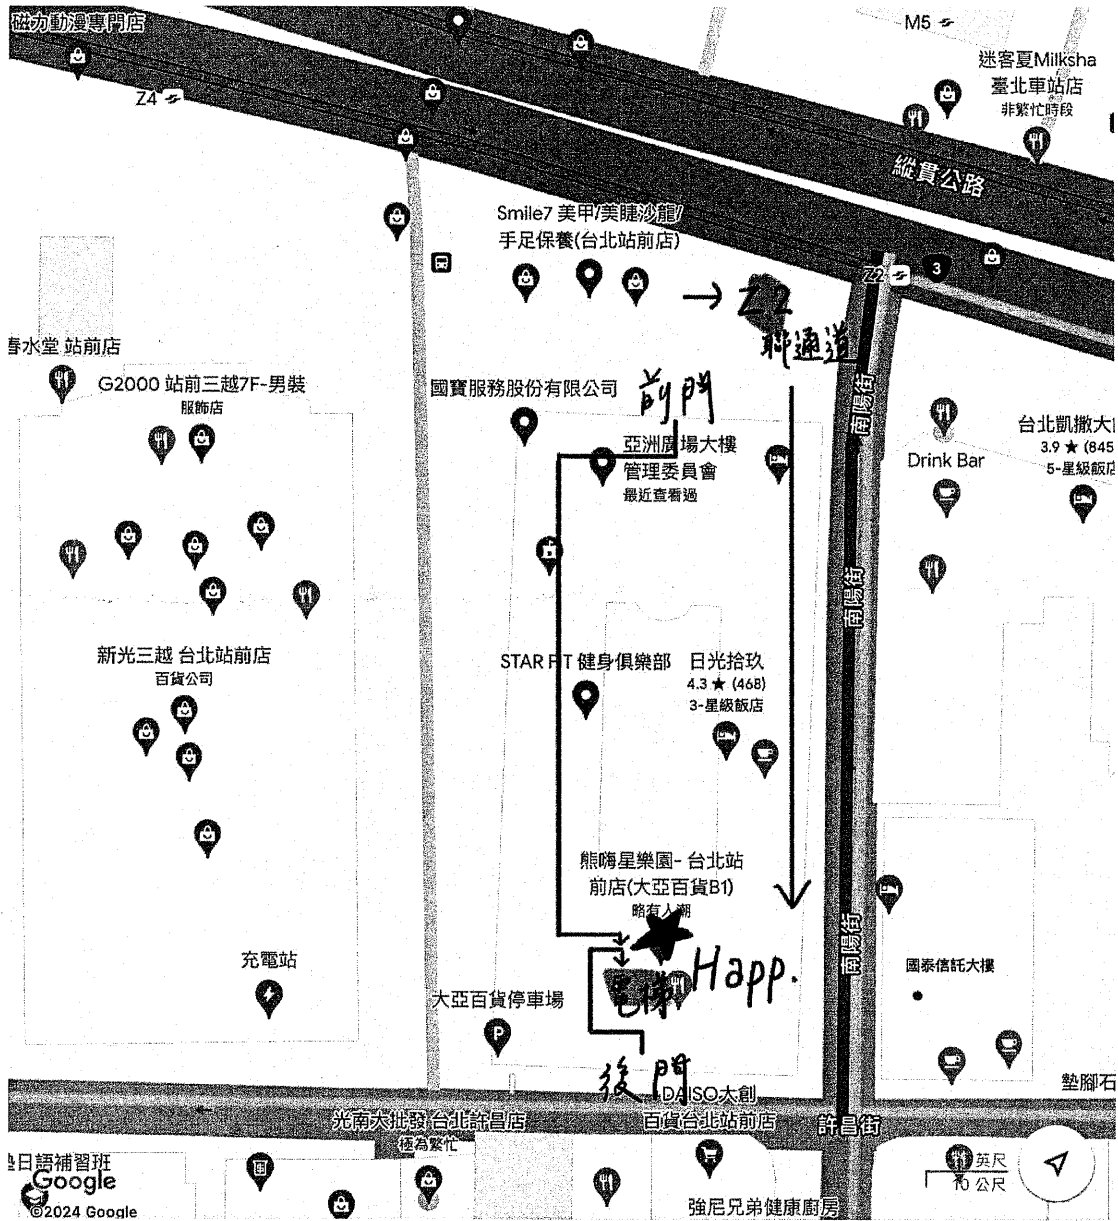 磁力動漫專門店
M5
迷客夏Milksha
臺北車站店
非繁忙時段
Z4
縱貫公路
Smile7 美甲/美睫沙龍/
手足保養(台北站前店)
Z2
3
→ Z2
聯通道
春水堂 站前店
G2000 站前三越7F-男裝
服飾店
國寶服務股份有限公司
前門
南陽街
亞洲廣場大樓
管理委員會
最近查看過
Drink Bar
台北凱撒大
3.9 ★ (845
5-星級飯店
南陽街
新光三越 台北站前店
百貨公司
STAR FIT 健身俱樂部
日光拾玖
4.3 ★ (468)
3-星級飯店
熊嗨星樂園- 台北站
前店(大亞百貨B1)
略有人潮
南陽街
國泰信託大樓
充電站
電梯
Happ.
大亞百貨停車場
P
後門
DAISO大創
百貨台北站前店
墊腳石
光南大批發 台北許昌店
極為繁忙
許昌街
塾日語補習班
Google
©2024 Google
強尼兄弟健康廚房
英尺
10 公尺